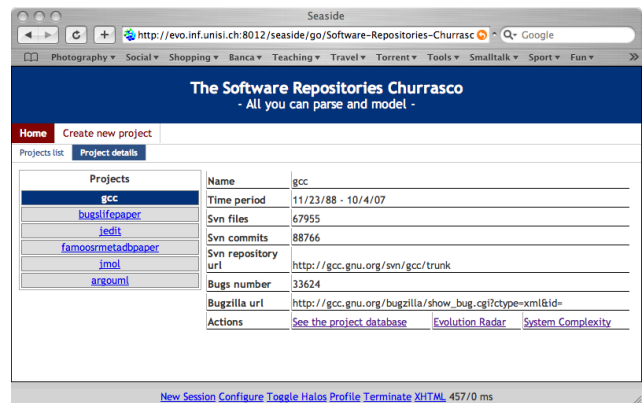 Seaside
http://evo.inf.unisi.ch:8012/seaside/go/Software-Repositories-Churrasc
Google
Photography Social Shopping Banca Teaching Travel Torrent Tools Smalltalk Sport Fun
The Software Repositories Churrasco
- All you can parse and model -
Home Create new project
Projects list Project details
Projects
gcc
bugslifepaper
jedit
famoosrmetadbpaper
jmol
argouml
Name gcc
Time period 11/23/88 - 10/4/07
Svn files 67955
Svn commits 88766
Svn repository
url http://gcc.gnu.org/svn/gcc/trunk
Bugs number 33624
Bugzilla url http://gcc.gnu.org/bugzilla/show_bug.cgi?ctype=xml&id=
Actions See the project database Evolution Radar System Complexity
New Session Configure Toggle Halos Profile Terminate XHTML 457/0 ms